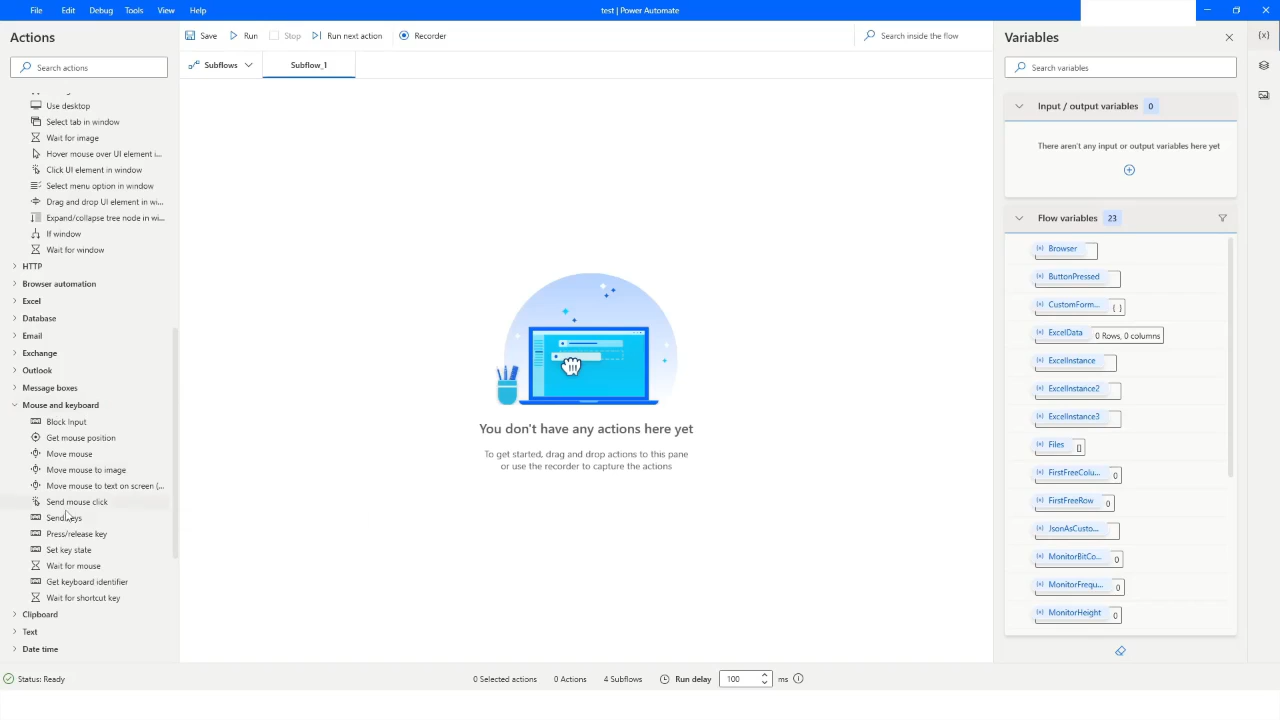 File Edit Debug Tools View Help
test | Power Automate
Actions
Search actions
Use desktop
Select tab in window
Wait for image
Hover mouse over UI element i...
Click UI element in window
Select menu option in window
Drag and drop UI element in wi...
Expand/collapse tree node in wi...
If window
Wait for window
HTTP
Browser automation
Excel
Database
Email
Exchange
Outlook
Message boxes
Mouse and keyboard
Block Input
Get mouse position
Move mouse
Move mouse to image
Move mouse to text on screen (...
Send mouse click
Send keys
Press/release key
Set key state
Wait for mouse
Get keyboard identifier
Wait for shortcut key
Clipboard
Text
Date time
Save Run Stop Run next action Recorder
Search inside the flow
Subflows Subflow_1
You don't have any actions here yet
To get started, drag and drop actions to this pane
or use the recorder to capture the actions
Variables
Search variables
Input / output variables 0
There aren't any input or output variables here yet
Flow variables 23
Browser
ButtonPressed
CustomForm... { }
ExcelData 0 Rows, 0 columns
ExcelInstance
ExcelInstance2
ExcelInstance3
Files []
FirstFreeColu... 0
FirstFreeRow 0
JsonAsCusto...
MonitorBitCo... 0
MonitorFrequ... 0
MonitorHeight 0
{x}
Status: Ready
0 Selected actions 0 Actions 4 Subflows Run delay 100 ms